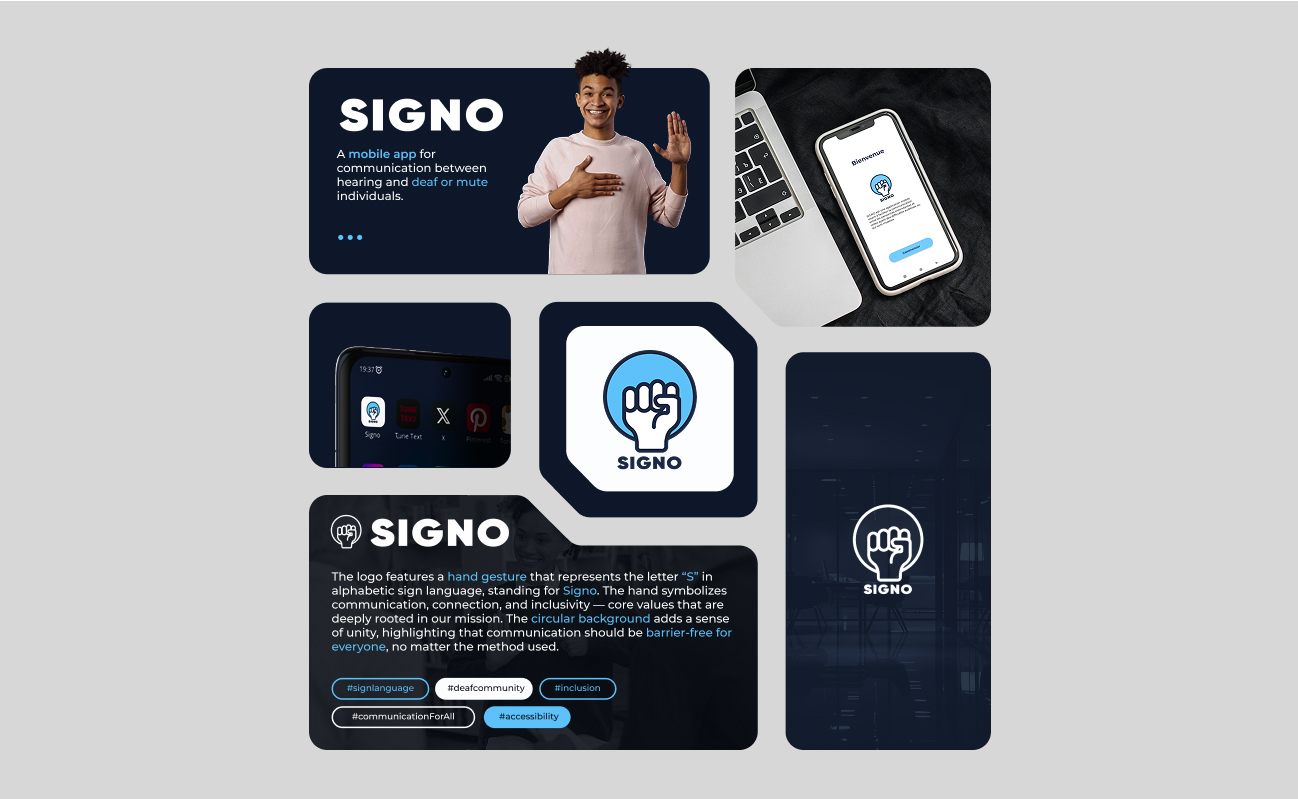 SIGNO
A mobile app for
communication between
hearing and deaf or mute
individuals.
Bienvenue
SIGNO
19:37
Signo
Tune Text
X
Pinterest
SIGNO
SIGNO
The logo features a hand gesture that represents the letter “S” in
alphabetic sign language, standing for Signo. The hand symbolizes
communication, connection, and inclusivity — core values that are
deeply rooted in our mission. The circular background adds a sense
of unity, highlighting that communication should be barrier-free for
everyone, no matter the method used.
#signlanguage
#deafcommunity
#inclusion
#communicationForAll
#accessibility
SIGNO